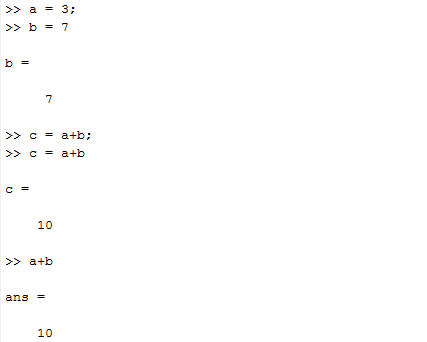 >> a = 3;
>> b = 7
b =
7
>> c = a+b;
>> c = a+b
c =
10
>> a+b
ans =
10